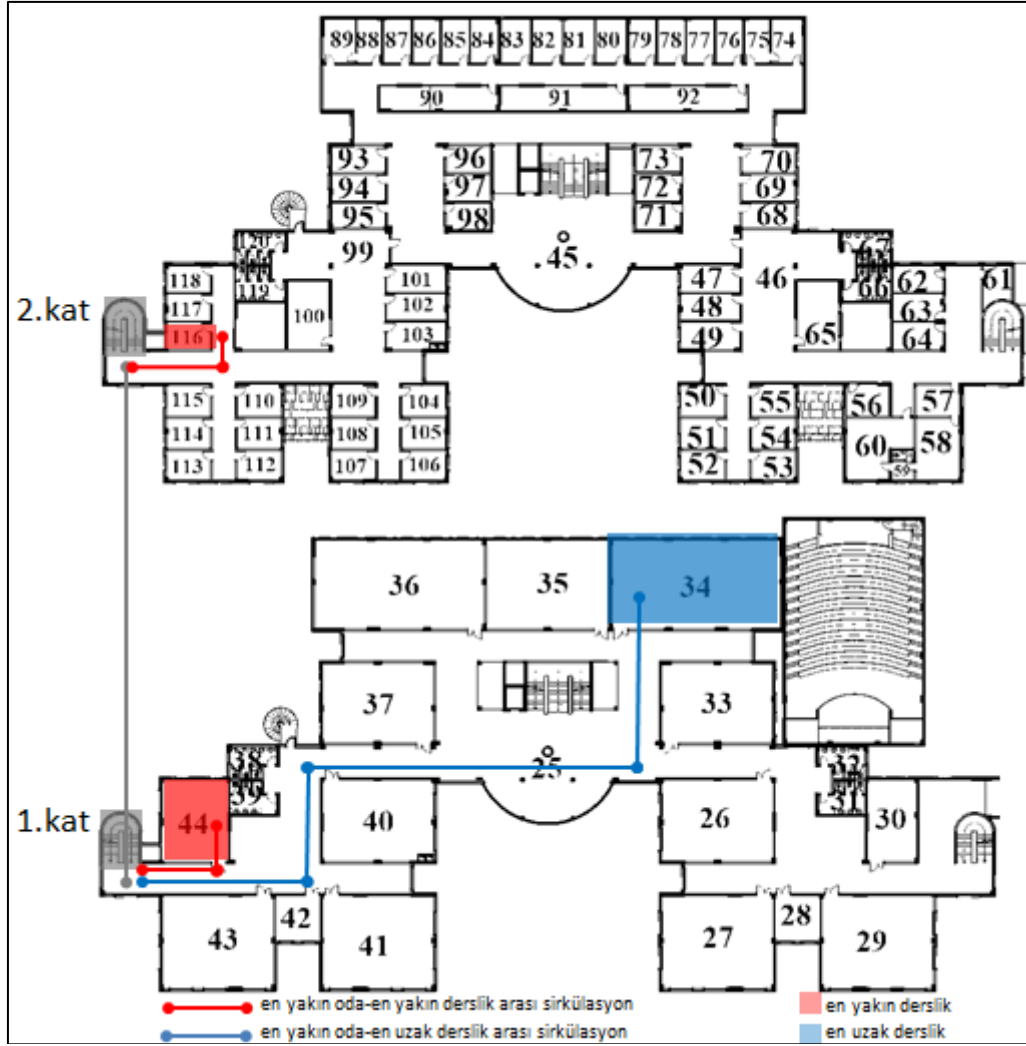 89 88 87 86 85 84 83 82 81 80 79 78 77 76 75 74
90 91 92
93 96 73 70
94 97 72 69
95 98 71 68
120 99 45 46 67
118 119 101 47 66 62 61
2.kat 117 100 102 48 65 63
116 103 49 64
115 110 109 104 50 55 56 57
114 111 108 105 51 54 60 58
113 112 107 106 52 53 59
36 35 34
37 33
38 25 32
39 31
1.kat 44 40 26 30
43 42 41 27 28 29
en yakın oda-en yakın derslik arası sirkülasyon
en yakın derslik
en yakın oda-en uzak derslik arası sirkülasyon
en uzak derslik